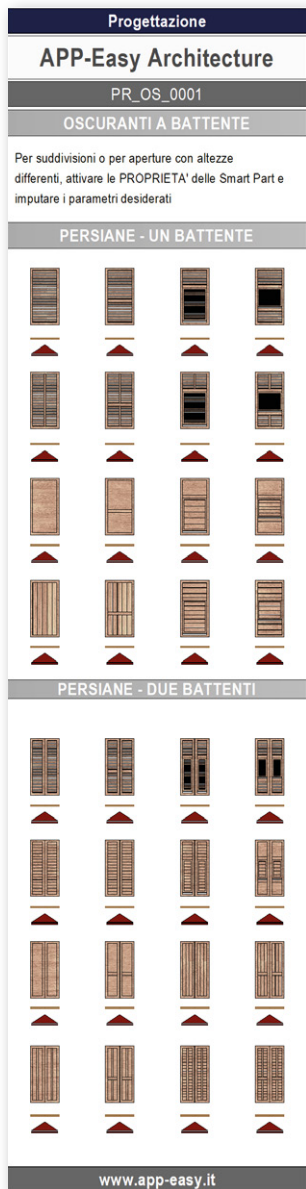 Progettazione
APP-Easy Architecture
PR_OS_0001
OSCURANTI A BATTENTE
Per suddivisioni o per aperture con altezze
differenti, attivare le PROPRIETA' delle Smart Part e
imputare i parametri desiderati
PERSIANE - UN BATTENTE
PERSIANE - DUE BATTENTI
www.app-easy.it